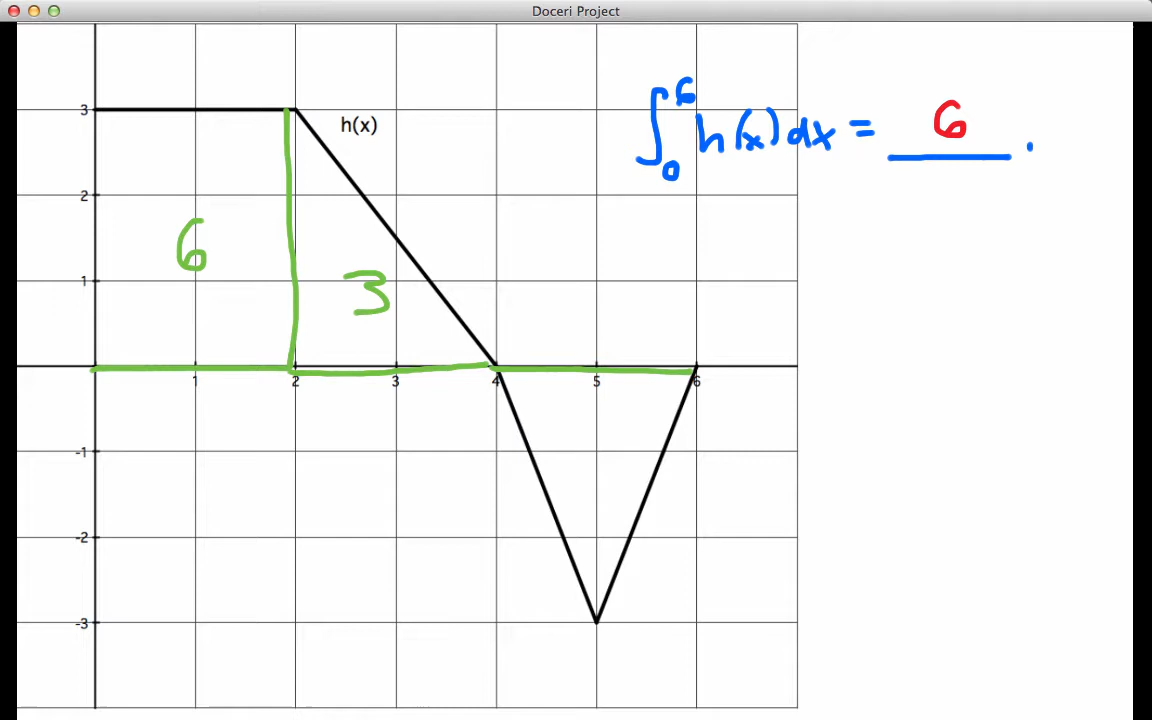 Doceri Project
3
h(x)
∫₀⁶ h(x) dx = 6 .
2
6
1
3
1 2 3 4 5 6
-1
-2
-3